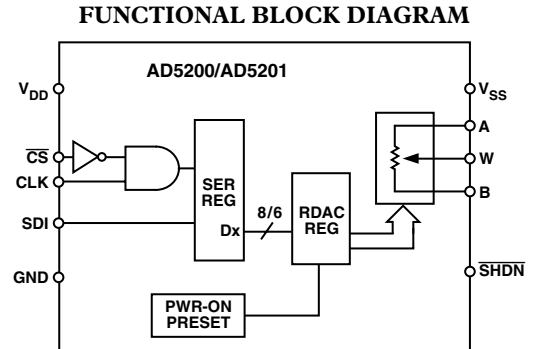 FUNCTIONAL BLOCK DIAGRAM
AD5200/AD5201
VDD
VSS
A
CS
W
CLK
SER
REG
B
SDI
8/6
RDAC
REG
Dx
GND
SHDN
PWR-ON
PRESET